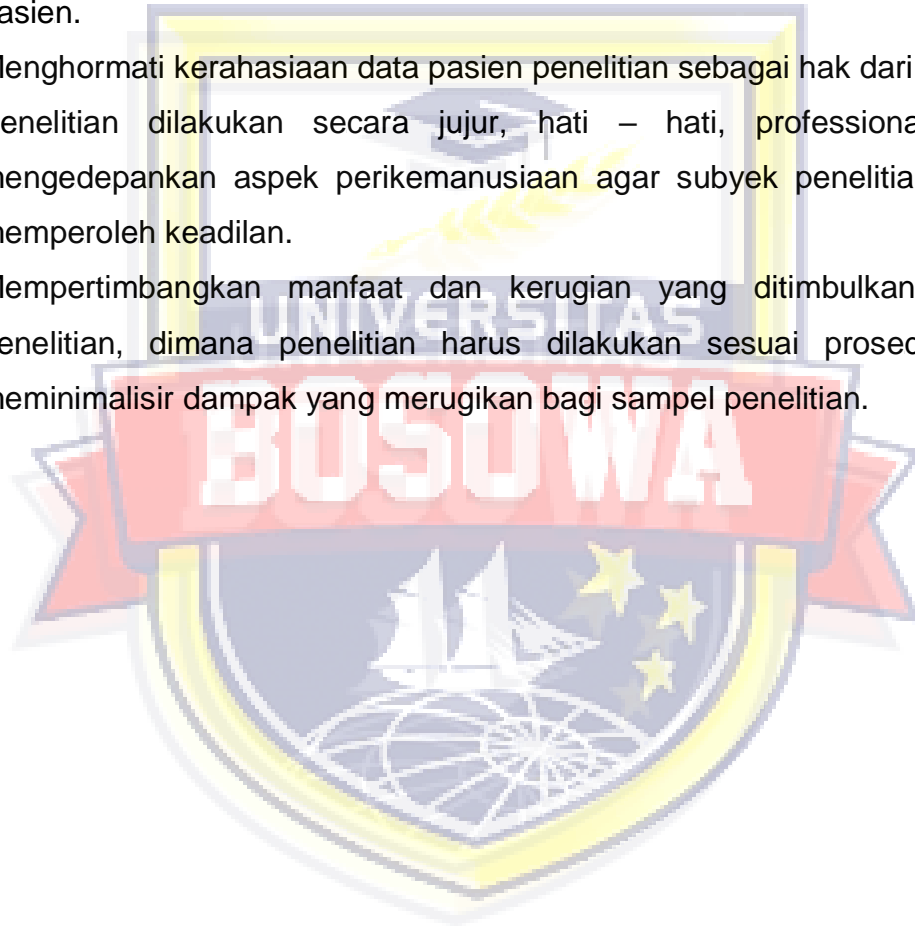 asien.
enghormati kerahasiaan data pasien penelitian sebagai hak dari
enelitian dilakukan secara jujur, hati – hati, professiona
engedepankan aspek perikemanusiaan agar subyek penelitia
emperoleh keadilan.
empertimbangkan manfaat dan kerugian yang ditimbulkan
UNIVERSITAS
enelitian, dimana penelitian harus dilakukan sesuai prosed
eminimalisir dampak yang merugikan bagi sampel penelitian.
BOSOWA